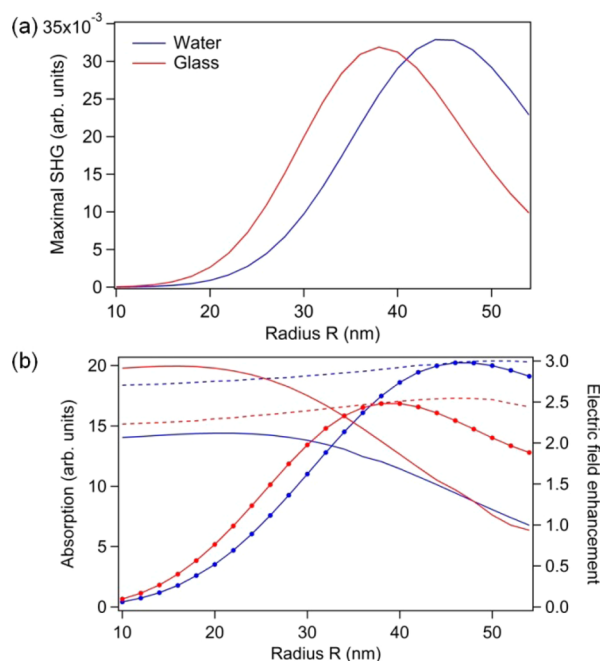 (a)
35x10-3
30
25
20
15
10
5
0
Maximal SHG (arb. units)
Water
Glass
10 20 30 40 50
Radius R (nm)
(b)
20
15
10
5
0
Absorption (arb. units)
3.0
2.5
2.0
1.5
1.0
0.5
0.0
Electric field enhancement
10 20 30 40 50
Radius R (nm)